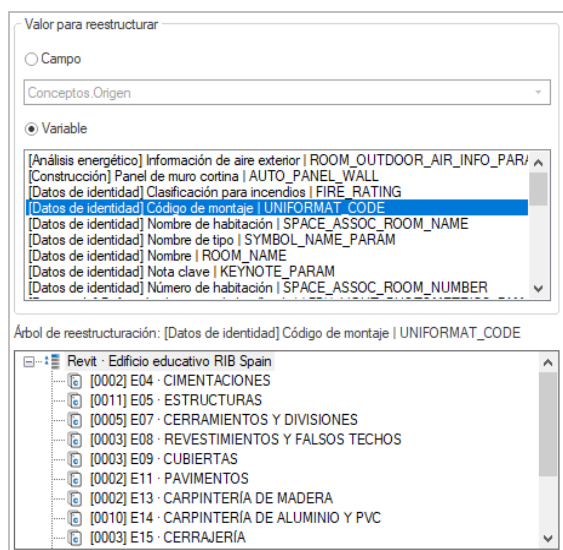 Valor para reestructurar
Campo
Conceptos.Origen
Variable
[Análisis energético] Información de aire exterior | ROOM_OUTDOOR_AIR_INFO_PARA
[Construcción] Panel de muro cortina | AUTO_PANEL_WALL
[Datos de identidad] Clasificación para incendios | FIRE_RATING
[Datos de identidad] Código de montaje | UNIFORMAT_CODE
[Datos de identidad] Nombre de habitación | SPACE_ASSOC_ROOM_NAME
[Datos de identidad] Nombre de tipo | SYMBOL_NAME_PARAM
[Datos de identidad] Nombre | ROOM_NAME
[Datos de identidad] Nota clave | KEYNOTE_PARAM
[Datos de identidad] Número de habitación | SPACE_ASSOC_ROOM_NUMBER
Árbol de reestructuración: [Datos de identidad] Código de montaje | UNIFORMAT_CODE
Revit · Edificio educativo RIB Spain
[0002] E04 · CIMENTACIONES
[0011] E05 · ESTRUCTURAS
[0005] E07 · CERRAMIENTOS Y DIVISIONES
[0003] E08 · REVESTIMIENTOS Y FALSOS TECHOS
[0003] E09 · CUBIERTAS
[0002] E11 · PAVIMENTOS
[0002] E13 · CARPINTERÍA DE MADERA
[0010] E14 · CARPINTERÍA DE ALUMINIO Y PVC
[0003] E15 · CERRAJERÍA